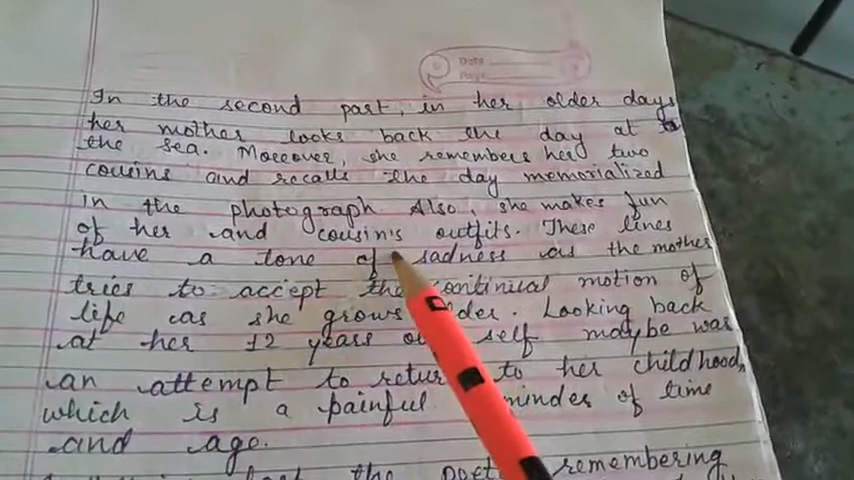 Date
Page
In the second part, in her older days
her mother looks back the day at
the sea. Moreover, she remembers her two
cousins and recalls the day memorialized
in the photograph. Also, she makes fun
of her and cousin's outfits. These lines
have a tone of sadness as the mother
tries to accept the continual motion of
life as she grows older. Looking back
at her 12 years self maybe was
an attempt to return to her childhood,
which is a painful of time
and age.
the poet remembering